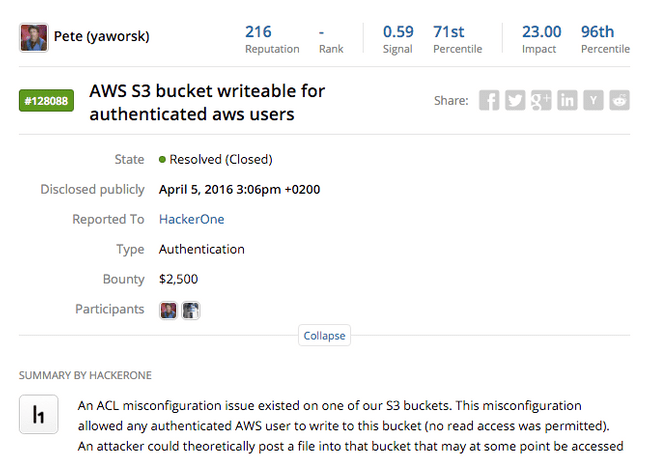 Pete (yaworsk)
216 - 0.59 71st 23.00 96th
Reputation Rank Signal Percentile Impact Percentile
#128088
AWS S3 bucket writeable for
authenticated aws users
Share: f g+ in Y
State Resolved (Closed)
Disclosed publicly April 5, 2016 3:06pm +0200
Reported To HackerOne
Type Authentication
Bounty $2,500
Participants
Collapse
SUMMARY BY HACKERONE
h1
An ACL misconfiguration issue existed on one of our S3 buckets. This misconfiguration
allowed any authenticated AWS user to write to this bucket (no read access was permitted).
An attacker could theoretically post a file into that bucket that may at some point be accessed